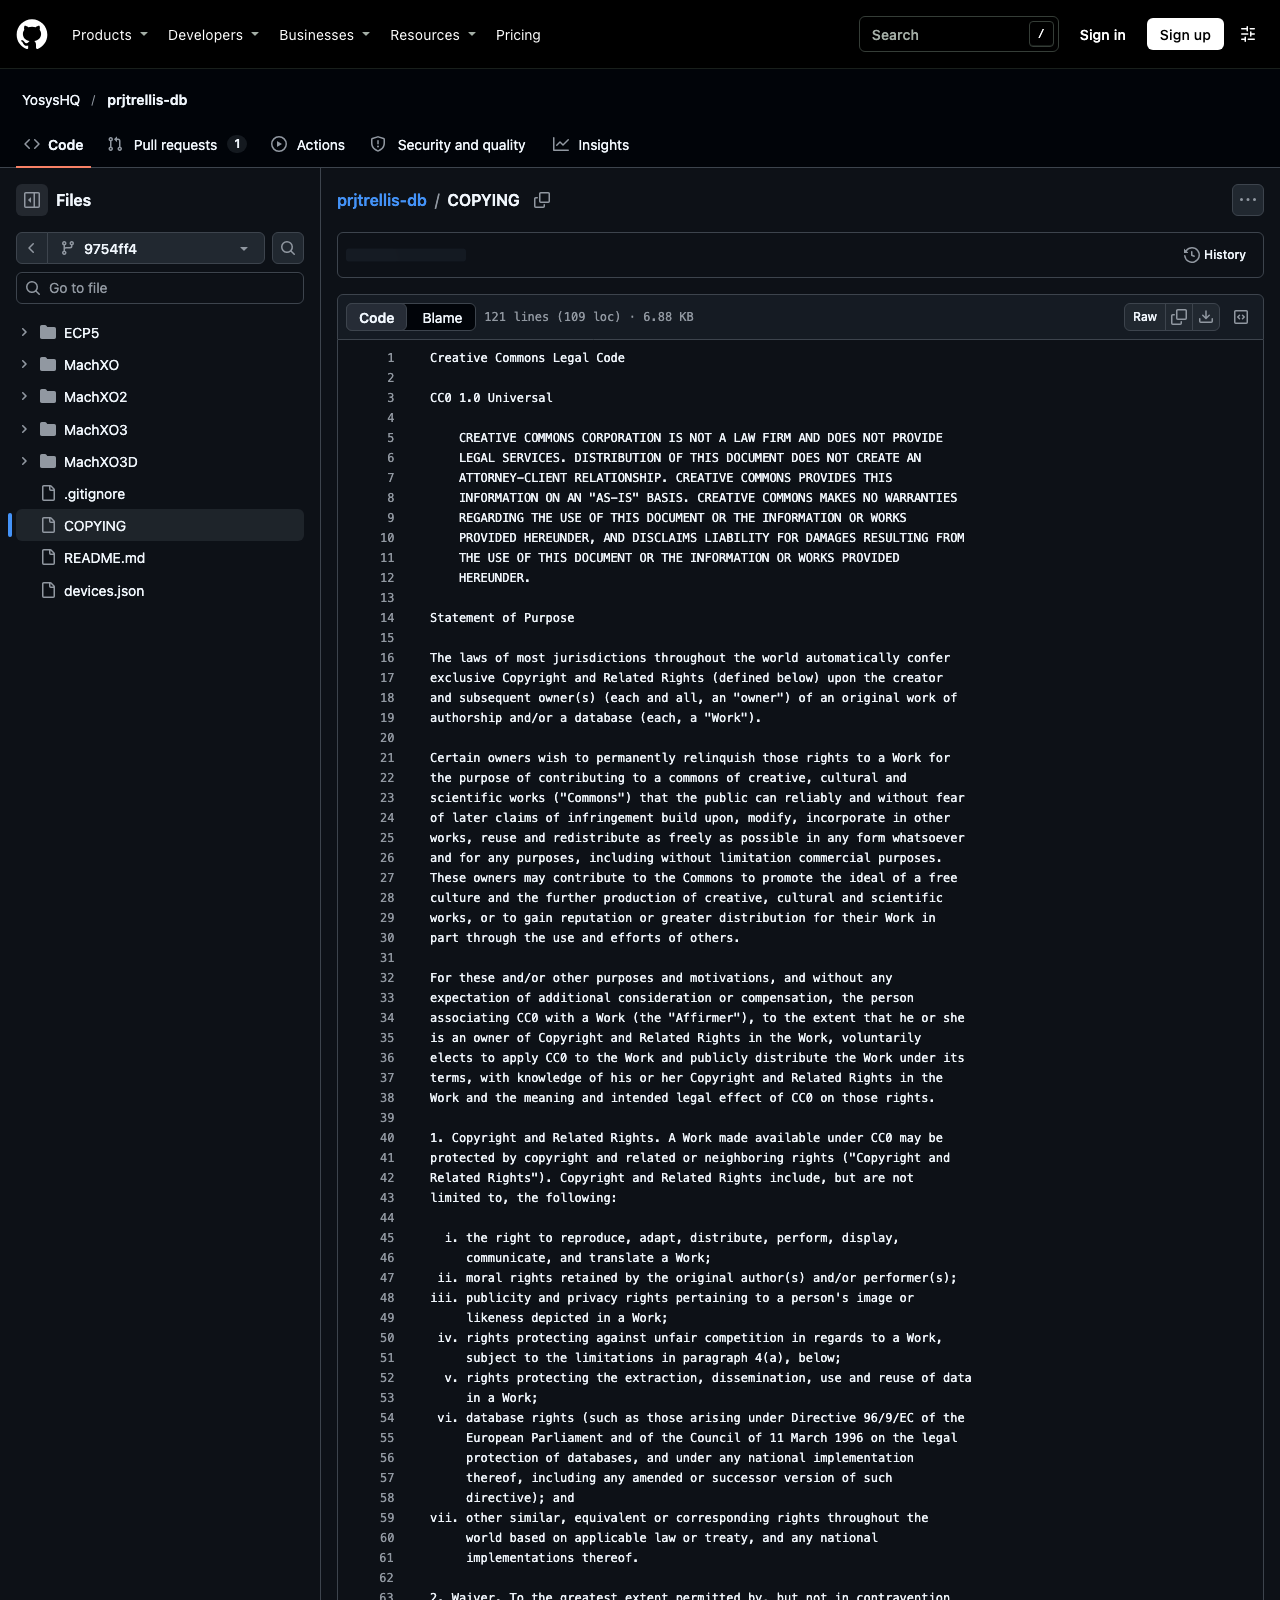 Products Developers Businesses Resources Pricing Search / Sign in Sign up
YosysHQ / prjtrellis-db
Code Pull requests 1 Actions Security and quality Insights
Files
9754ff4
Go to file
ECP5
MachXO
MachXO2
MachXO3
MachXO3D
.gitignore
COPYING
README.md
devices.json
prjtrellis-db / COPYING
History
Code Blame 121 lines (109 loc) · 6.88 KB Raw
1 Creative Commons Legal Code
2
3 CC0 1.0 Universal
4
5 CREATIVE COMMONS CORPORATION IS NOT A LAW FIRM AND DOES NOT PROVIDE
6 LEGAL SERVICES. DISTRIBUTION OF THIS DOCUMENT DOES NOT CREATE AN
7 ATTORNEY-CLIENT RELATIONSHIP. CREATIVE COMMONS PROVIDES THIS
8 INFORMATION ON AN "AS-IS" BASIS. CREATIVE COMMONS MAKES NO WARRANTIES
9 REGARDING THE USE OF THIS DOCUMENT OR THE INFORMATION OR WORKS
10 PROVIDED HEREUNDER, AND DISCLAIMS LIABILITY FOR DAMAGES RESULTING FROM
11 THE USE OF THIS DOCUMENT OR THE INFORMATION OR WORKS PROVIDED
12 HEREUNDER.
13
14 Statement of Purpose
15
16 The laws of most jurisdictions throughout the world automatically confer
17 exclusive Copyright and Related Rights (defined below) upon the creator
18 and subsequent owner(s) (each and all, an "owner") of an original work of
19 authorship and/or a database (each, a "Work").
20
21 Certain owners wish to permanently relinquish those rights to a Work for
22 the purpose of contributing to a commons of creative, cultural and
23 scientific works ("Commons") that the public can reliably and without fear
24 of later claims of infringement build upon, modify, incorporate in other
25 works, reuse and redistribute as freely as possible in any form whatsoever
26 and for any purposes, including without limitation commercial purposes.
27 These owners may contribute to the Commons to promote the ideal of a free
28 culture and the further production of creative, cultural and scientific
29 works, or to gain reputation or greater distribution for their Work in
30 part through the use and efforts of others.
31
32 For these and/or other purposes and motivations, and without any
33 expectation of additional consideration or compensation, the person
34 associating CC0 with a Work (the "Affirmer"), to the extent that he or she
35 is an owner of Copyright and Related Rights in the Work, voluntarily
36 elects to apply CC0 to the Work and publicly distribute the Work under its
37 terms, with knowledge of his or her Copyright and Related Rights in the
38 Work and the meaning and intended legal effect of CC0 on those rights.
39
40 1. Copyright and Related Rights. A Work made available under CC0 may be
41 protected by copyright and related or neighboring rights ("Copyright and
42 Related Rights"). Copyright and Related Rights include, but are not
43 limited to, the following:
44
45 i. the right to reproduce, adapt, distribute, perform, display,
46 communicate, and translate a Work;
47 ii. moral rights retained by the original author(s) and/or performer(s);
48 iii. publicity and privacy rights pertaining to a person's image or
49 likeness depicted in a Work;
50 iv. rights protecting against unfair competition in regards to a Work,
51 subject to the limitations in paragraph 4(a), below;
52 v. rights protecting the extraction, dissemination, use and reuse of data
53 in a Work;
54 vi. database rights (such as those arising under Directive 96/9/EC of the
55 European Parliament and of the Council of 11 March 1996 on the legal
56 protection of databases, and under any national implementation
57 thereof, including any amended or successor version of such
58 directive); and
59 vii. other similar, equivalent or corresponding rights throughout the
60 world based on applicable law or treaty, and any national
61 implementations thereof.
62
63 2. Waiver. To the greatest extent permitted by, but not in contravention